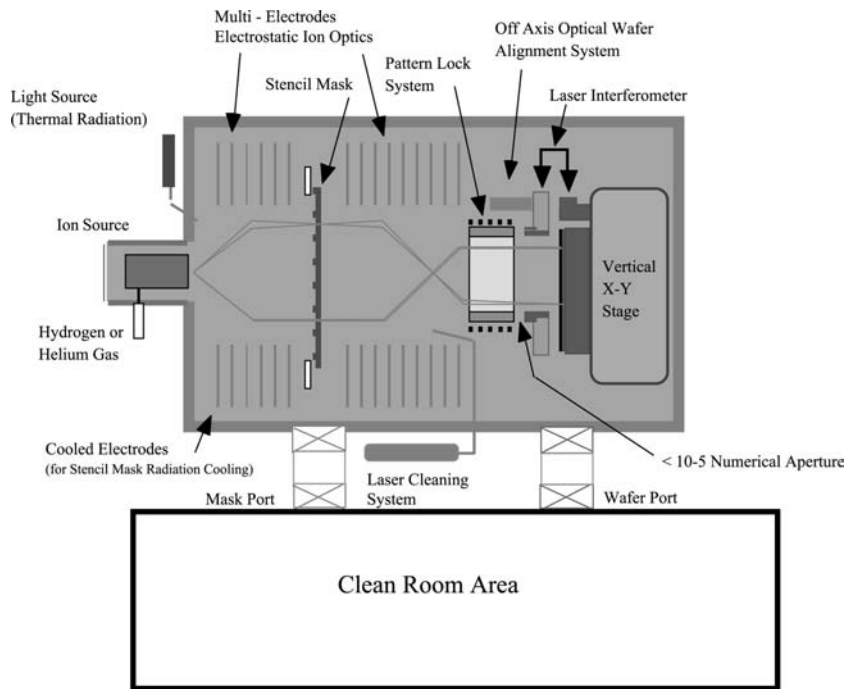 Multi - Electrodes
Electrostatic Ion Optics
Off Axis Optical Wafer
Alignment System
Pattern Lock
System
Stencil Mask
Light Source
(Thermal Radiation)
Laser Interferometer
Ion Source
Vertical
X-Y
Stage
Hydrogen or
Helium Gas
Cooled Electrodes
(for Stencil Mask Radiation Cooling)
Laser Cleaning
System
< 10-5 Numerical Aperture
Mask Port
Wafer Port
Clean Room Area